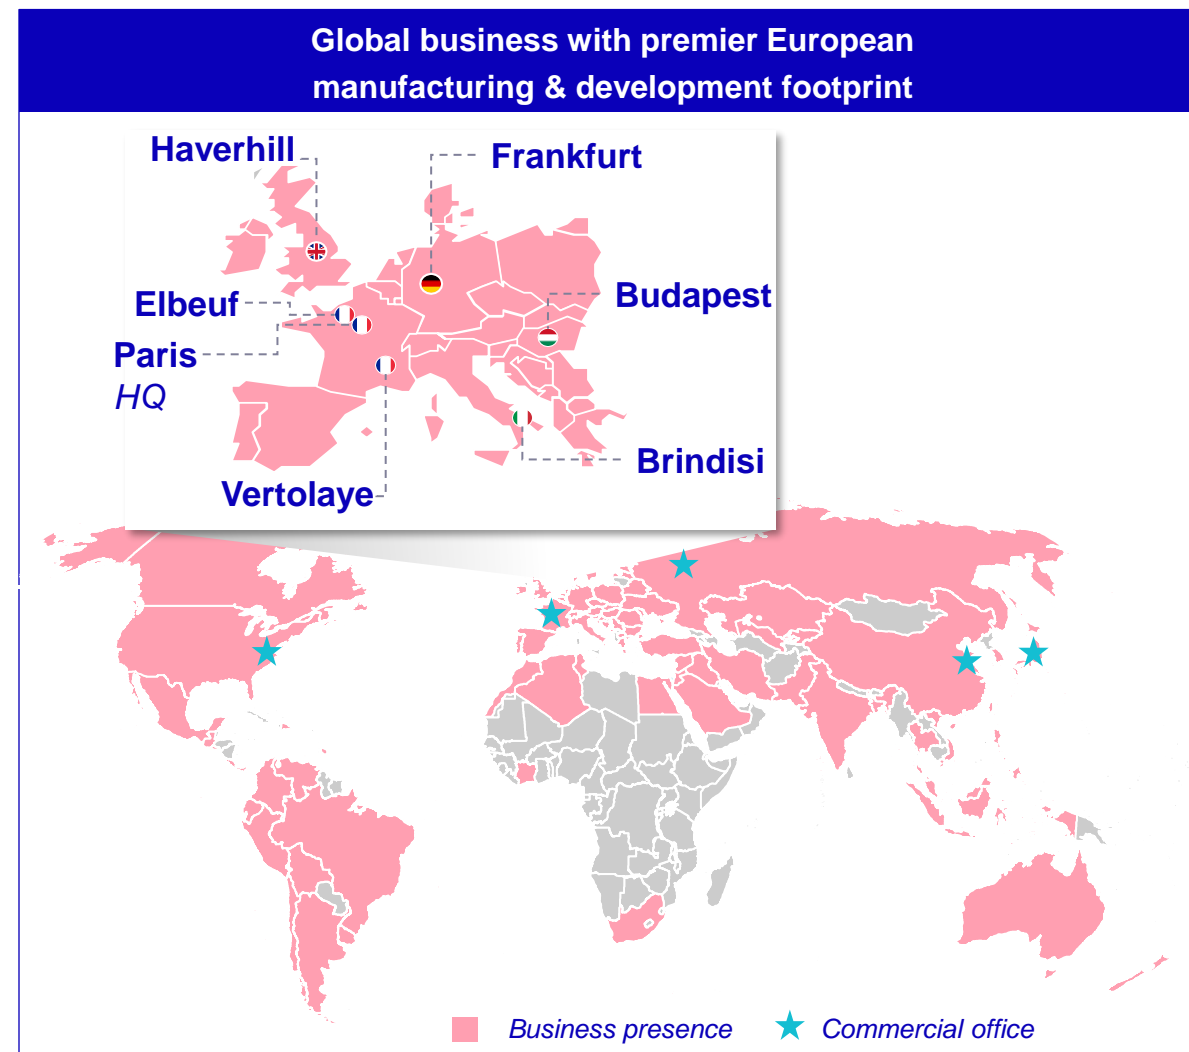 Global business with premier European
manufacturing & development footprint
Haverhill
Frankfurt
Elbeuf
Budapest
Paris
HQ
Brindisi
Vertolaye
Business presence
Commercial office